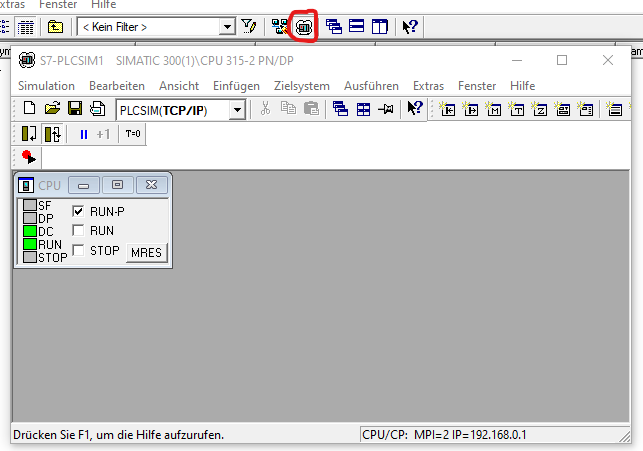 xtras Fenster Hilfe
< Kein Filter >
S7-PLCSIM1 SIMATIC 300(1)\CPU 315-2 PN/DP
Simulation Bearbeiten Ansicht Einfügen Zielsystem Ausführen Extras Fenster Hilfe
PLCSIM(TCP/IP)
+1 T=0
CPU
SF
DP
DC
RUN
STOP
RUN-P
RUN
STOP
MRES
Drücken Sie F1, um die Hilfe aufzurufen.
CPU/CP: MPI=2 IP=192.168.0.1